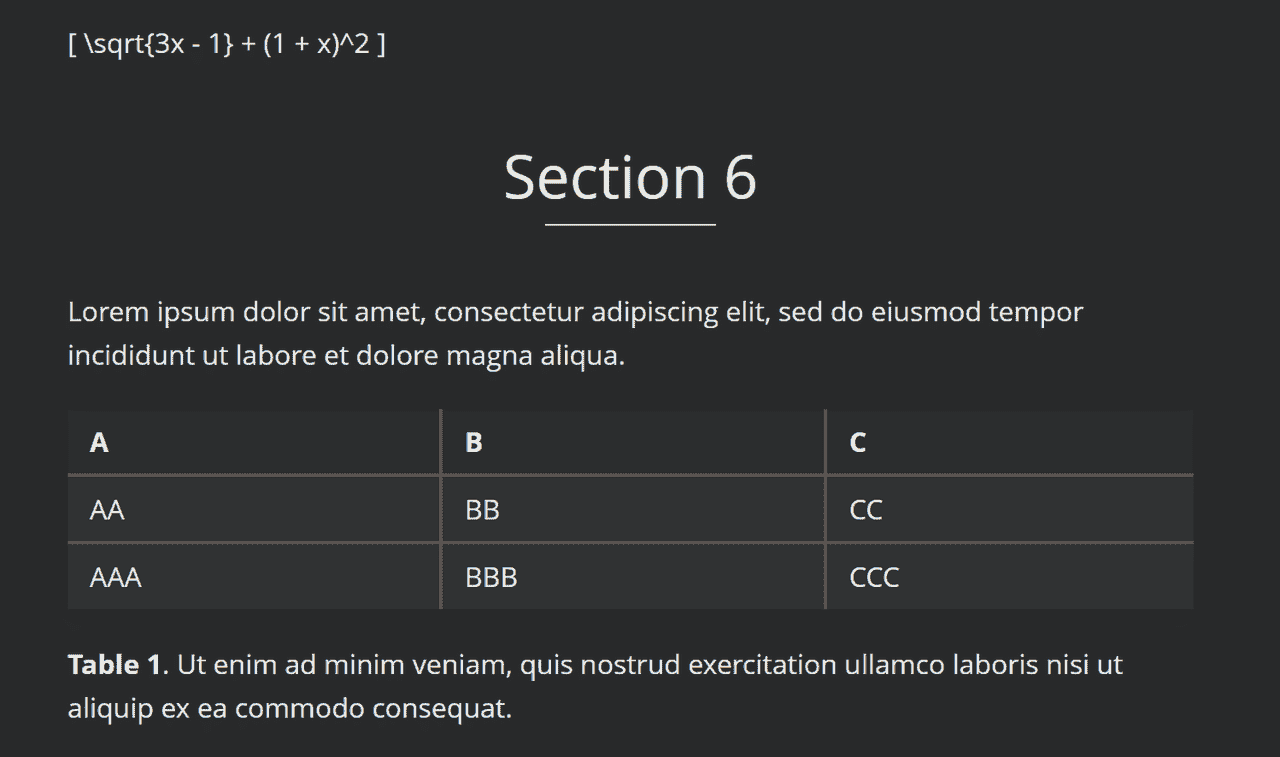 [ \sqrt{3x - 1} + (1 + x)^2 ]
Section 6
Lorem ipsum dolor sit amet, consectetur adipiscing elit, sed do eiusmod tempor
incididunt ut labore et dolore magna aliqua.
A B C
AA BB CC
AAA BBB CCC
Table 1. Ut enim ad minim veniam, quis nostrud exercitation ullamco laboris nisi ut
aliquip ex ea commodo consequat.